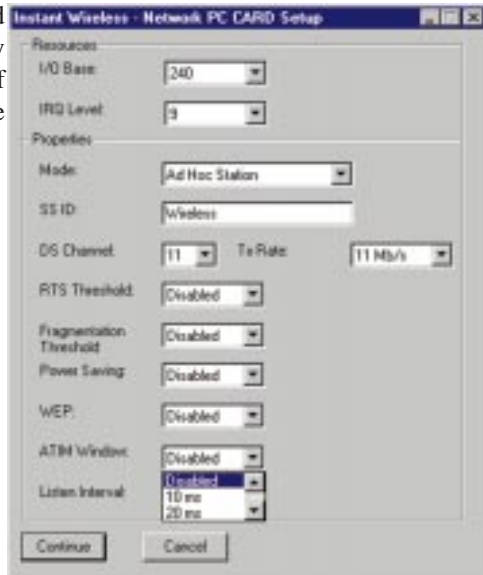 Instant Wireless - Network PC CARD Setup
Resources
I/O Base: 240
IRQ Level: 9
Properties
Mode: Ad Hoc Station
SS ID: Wireless
DS Channel: 11 Tx Rate: 11 Mb/s
RTS Threshold: Disabled
Fragmentation
Threshold Disabled
Power Saving: Disabled
WEP: Disabled
ATIM Window: Disabled
Disabled
Listen Interval: 10 ms
20 ms
Continue Cancel